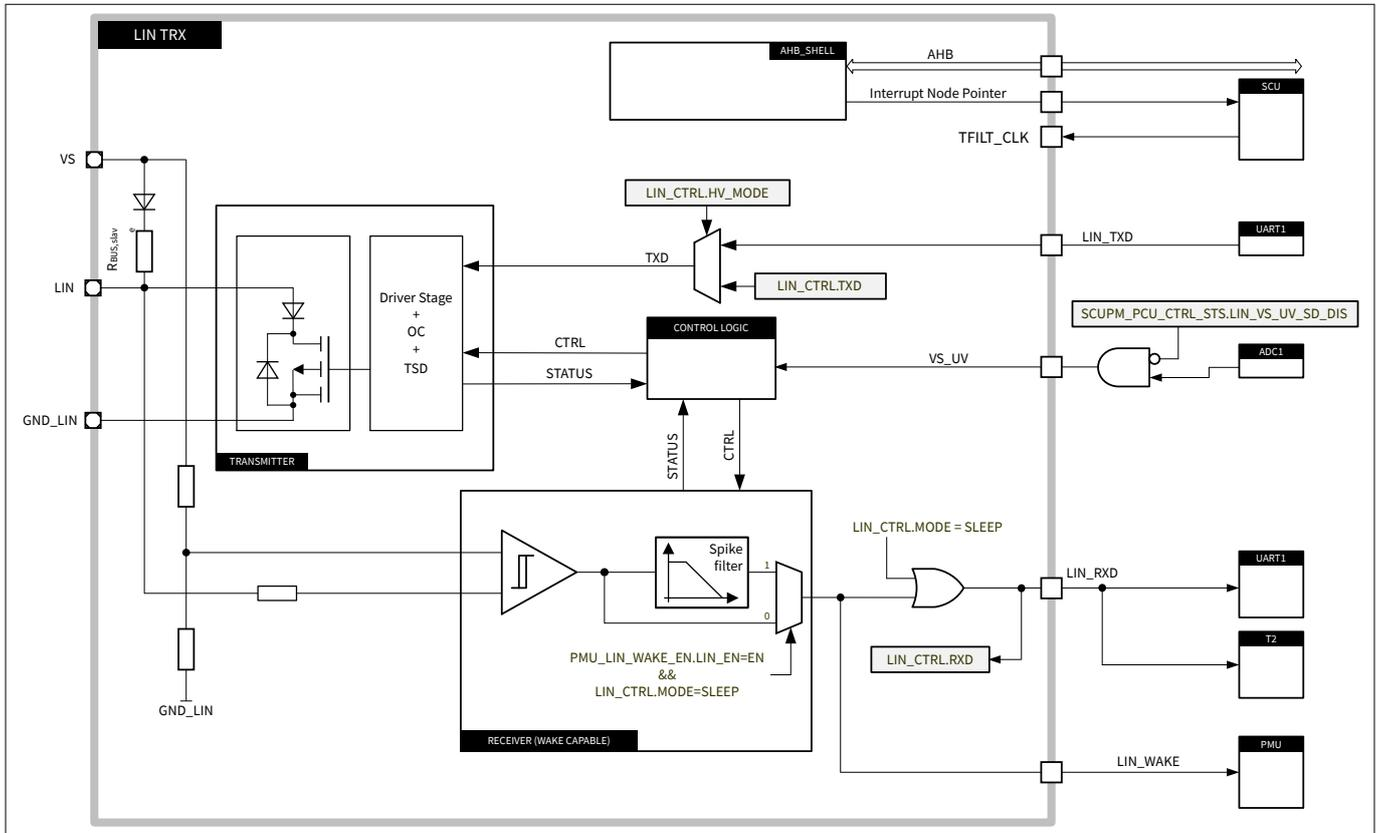 LIN TRX
AHB_SHELL
AHB
Interrupt Node Pointer
SCU
TFILT_CLK
VS
LIN_CTRL.HV_MODE
RBUS,slav
e
UART1
LIN_TXD
TXD
LIN_CTRL.TXD
LIN
Driver Stage
+
OC
+
TSD
SCUPM_PCU_CTRL_STS.LIN_VS_UV_SD_DIS
CONTROL LOGIC
CTRL
VS_UV
ADC1
STATUS
GND_LIN
STATUS
CTRL
TRANSMITTER
LIN_CTRL.MODE = SLEEP
Spike
filter
1
0
UART1
LIN_RXD
T2
LIN_CTRL.RXD
PMU_LIN_WAKE_EN.LIN_EN=EN
&&
LIN_CTRL.MODE=SLEEP
GND_LIN
RECEIVER (WAKE CAPABLE)
PMU
LIN_WAKE